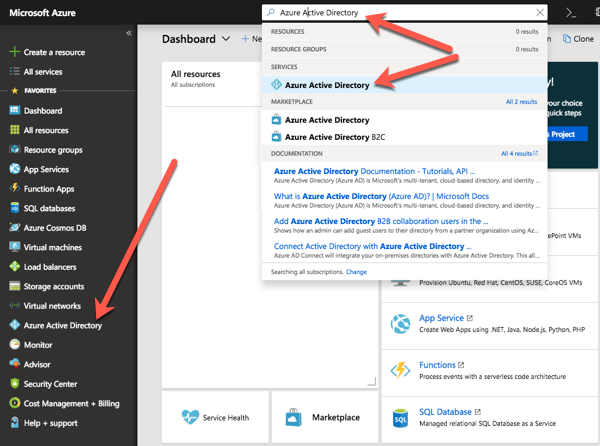 Microsoft Azure
Azure Active Directory
Create a resource
All services
FAVORITES
Dashboard
All resources
Resource groups
App Services
Function Apps
SQL databases
Azure Cosmos DB
Virtual machines
Load balancers
Storage accounts
Virtual networks
Azure Active Directory
Monitor
Advisor
Security Center
Cost Management + Billing
Help + support
Dashboard
Clone
All resources
All subscriptions
RESOURCES 0 results
RESOURCE GROUPS 0 results
SERVICES
Azure Active Directory
MARKETPLACE All 2 results
Azure Active Directory
Azure Active Directory B2C
DOCUMENTATION All 4 results
Azure Active Directory Documentation - Tutorials, API ...
Azure Active Directory (Azure AD) is Microsoft's multi-tenant, cloud-based directory, and identity ...
What is Azure Active Directory (Azure AD)? | Microsoft Docs
Azure Active Directory (Azure AD) is Microsoft's multi-tenant, cloud-based directory, and identity ...
Add Azure Active Directory B2B collaboration users in the ...
Shows how an admin can add guest users to their directory from a partner organization using Az...
Connect Active Directory with Azure Active Directory ...
Azure AD Connect will integrate your on-premises directories with Azure Active Directory. This all...
Searching all subscriptions. Change
your choice
quick steps
Project
Point VMs
Provision Ubuntu, Red Hat, CentOS, SUSE, CoreOS VMs
App Service
Create Web Apps using .NET, Java, Node.js, Python, PHP
Functions
Process events with a serverless code architecture
SQL Database
Managed relational SQL Database as a Service
Service Health
Marketplace